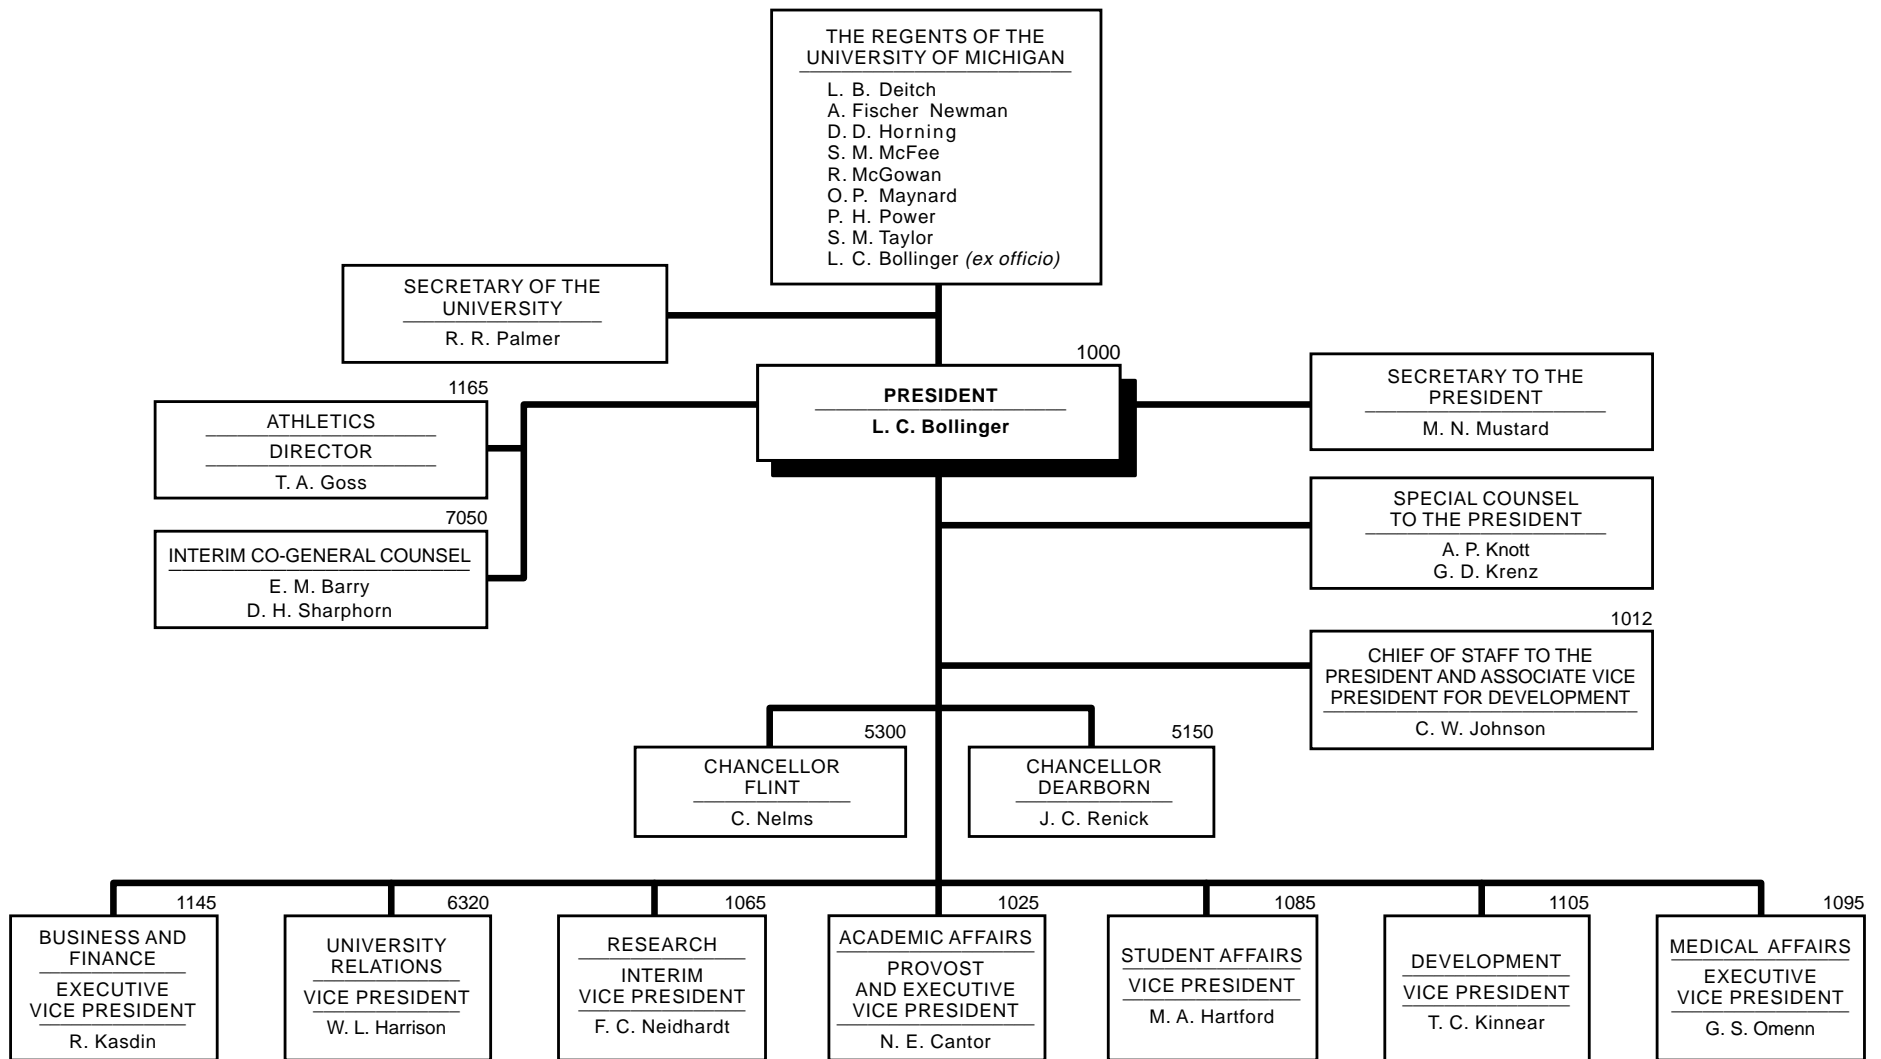 THE REGENTS OF THE
UNIVERSITY OF MICHIGAN
L. B. Deitch
A. Fischer Newman
D. D. Horning
S. M. McFee
R. McGowan
O. P. Maynard
P. H. Power
S. M. Taylor
L. C. Bollinger (ex officio)
SECRETARY OF THE
UNIVERSITY
R. R. Palmer
1000
PRESIDENT
L. C. Bollinger
SECRETARY TO THE
PRESIDENT
M. N. Mustard
1165
ATHLETICS
DIRECTOR
T. A. Goss
7050
INTERIM CO-GENERAL COUNSEL
E. M. Barry
D. H. Sharphorn
SPECIAL COUNSEL
TO THE PRESIDENT
A. P. Knott
G. D. Krenz
1012
CHIEF OF STAFF TO THE
PRESIDENT AND ASSOCIATE VICE
PRESIDENT FOR DEVELOPMENT
C. W. Johnson
5300
CHANCELLOR
FLINT
C. Nelms
5150
CHANCELLOR
DEARBORN
J. C. Renick
1145
BUSINESS AND
FINANCE
EXECUTIVE
VICE PRESIDENT
R. Kasdin
6320
UNIVERSITY
RELATIONS
VICE PRESIDENT
W. L. Harrison
1065
RESEARCH
INTERIM
VICE PRESIDENT
F. C. Neidhardt
1025
ACADEMIC AFFAIRS
PROVOST
AND EXECUTIVE
VICE PRESIDENT
N. E. Cantor
1085
STUDENT AFFAIRS
VICE PRESIDENT
M. A. Hartford
1105
DEVELOPMENT
VICE PRESIDENT
T. C. Kinnear
1095
MEDICAL AFFAIRS
EXECUTIVE
VICE PRESIDENT
G. S. Omenn